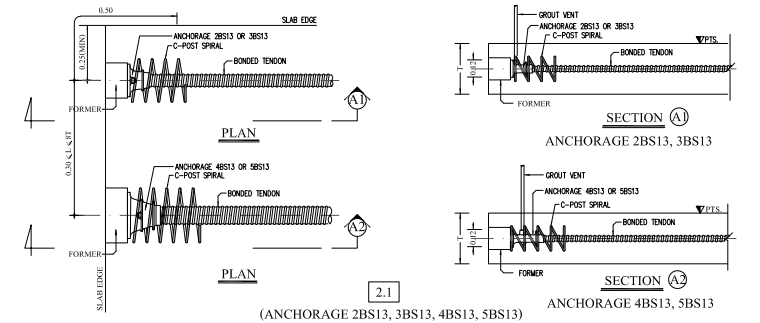 0.50
SLAB EDGE
0.25(MIN)
ANCHORAGE 2BS13 OR 3BS13
C-POST SPIRAL
BONDED TENDON
FORMER
A1
PLAN
0.30 ⩽ L ⩽ 8T
ANCHORAGE 4BS13 OR 5BS13
C-POST SPIRAL
BONDED TENDON
FORMER
A2
PLAN
SLAB EDGE
GROUT VENT
ANCHORAGE 2BS13 OR 3BS13
C-POST SPIRAL
PTS.
BONDED TENDON
T
0.12
FORMER
SECTION A1
ANCHORAGE 2BS13, 3BS13
GROUT VENT
ANCHORAGE 4BS13 OR 5BS13
C-POST SPIRAL
PTS.
BONDED TENDON
T
0.12
FORMER
SECTION A2
ANCHORAGE 4BS13, 5BS13
2.1
(ANCHORAGE 2BS13, 3BS13, 4BS13, 5BS13)